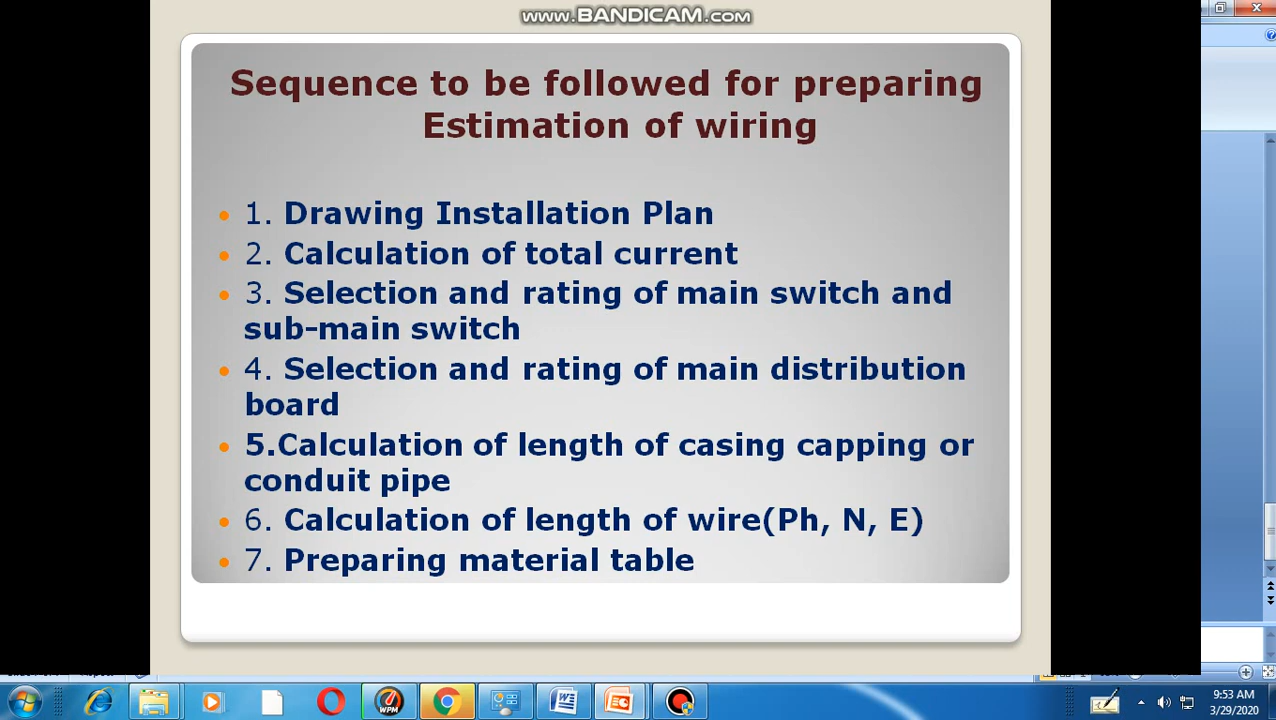 www.BANDICAM.com
Sequence to be followed for preparing
Estimation of wiring
• 1. Drawing Installation Plan
• 2. Calculation of total current
• 3. Selection and rating of main switch and
sub-main switch
• 4. Selection and rating of main distribution
board
• 5.Calculation of length of casing capping or
conduit pipe
• 6. Calculation of length of wire(Ph, N, E)
• 7. Preparing material table
WPM
9:53 AM
3/29/2020